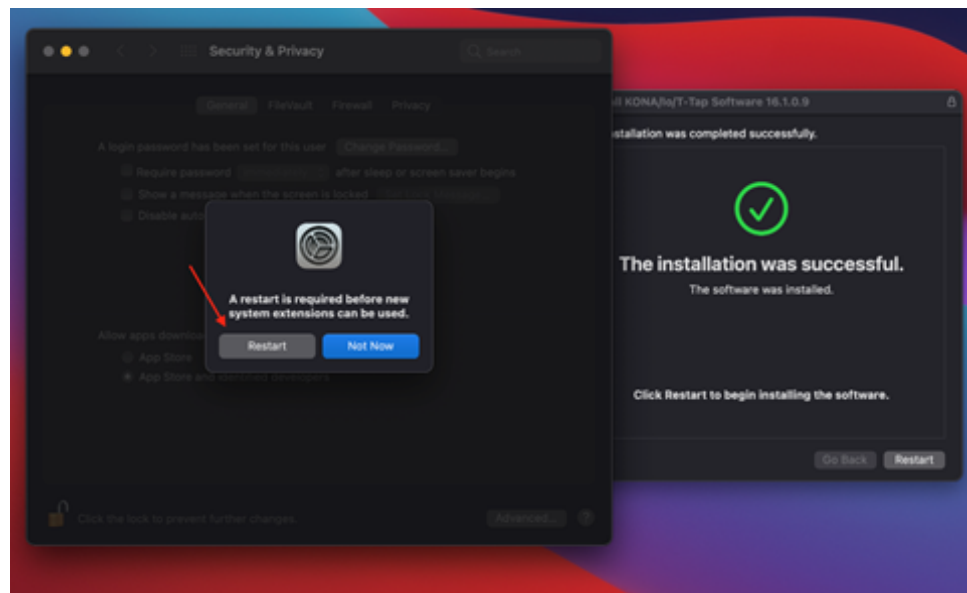 Security & Privacy
Search
General FileVault Firewall Privacy
A login password has been set for this user Change Password...
Require password after sleep or screen saver begins
Show a message when the screen is locked
Disable auto
A restart is required before new
system extensions can be used.
Restart Not Now
Allow apps downloa
App Store
App Store and identified developers
Click the lock to prevent further changes.
Advanced... ?
ll KONA/Io/T-Tap Software 16.1.0.9
stallation was completed successfully.
The installation was successful.
The software was installed.
Click Restart to begin installing the software.
Go Back Restart